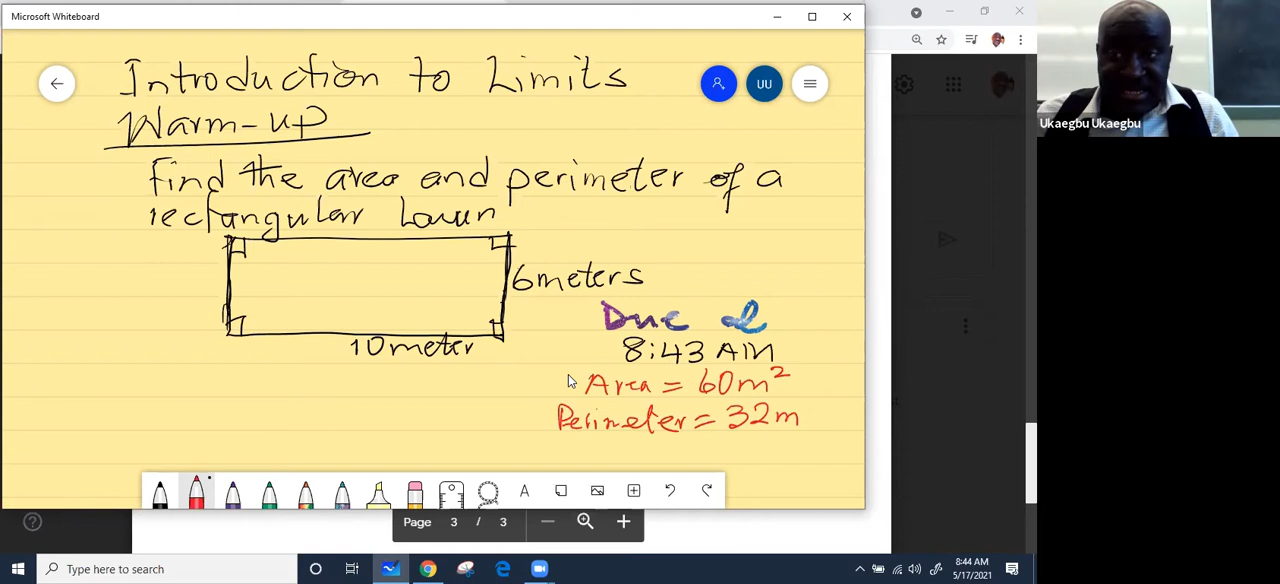 Microsoft Whiteboard
Introduction to Limits
Warm-up
Find the area and perimeter of a
rectangular Lawn
6meters
10meter
Due @
8:43 AM
Area = 60m²
Perimeter = 32m
UU
Ukaegbu Ukaegbu
A
Page 3 / 3
Type here to search
8:44 AM
5/17/2021